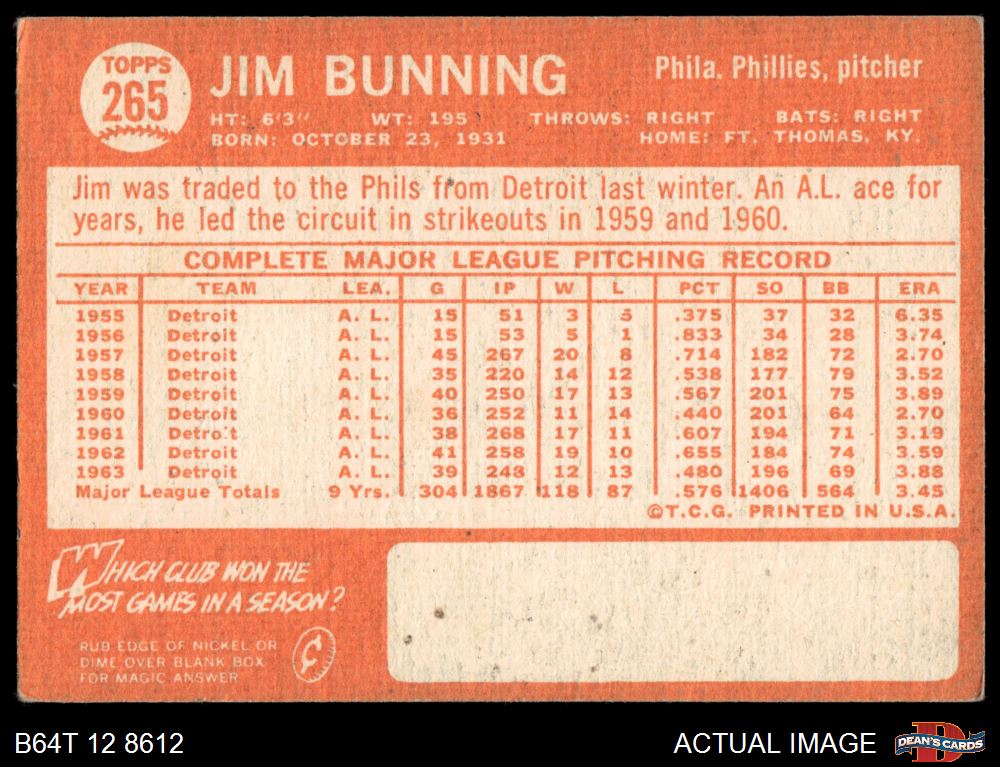 TOPPS
265
JIM BUNNING
Phila. Phillies, pitcher
HT: 6'3" WT: 195 THROWS: RIGHT BATS: RIGHT
BORN: OCTOBER 23, 1931 HOME: FT. THOMAS, KY.
Jim was traded to the Phils from Detroit last winter. An A.L. ace for
years, he led the circuit in strikeouts in 1959 and 1960.
COMPLETE MAJOR LEAGUE PITCHING RECORD
YEAR TEAM LEA. G IP W L PCT SO BB ERA
1955 Detroit A. L. 15 51 3 5 .375 37 32 6.35
1956 Detroit A. L. 15 53 5 1 .833 34 28 3.74
1957 Detroit A. L. 45 267 20 8 .714 182 72 2.70
1958 Detroit A. L. 35 220 14 12 .538 177 79 3.52
1959 Detroit A. L. 40 250 17 13 .567 201 75 3.89
1960 Detroit A. L. 36 252 11 14 .440 201 64 2.70
1961 Detroit A. L. 38 268 17 11 .607 194 71 3.19
1962 Detroit A. L. 41 258 19 10 .655 184 74 3.59
1963 Detroit A. L. 39 248 12 13 .480 196 69 3.88
Major League Totals 9 Yrs. 304 1867 118 87 .576 1406 564 3.45
©T.C.G. PRINTED IN U.S.A.
WHICH CLUB WON THE
MOST GAMES IN A SEASON?
RUB EDGE OF NICKEL OR
DIME OVER BLANK BOX
FOR MAGIC ANSWER
¢
B64T 12 8612
ACTUAL IMAGE
D
DEAN'S CARDS